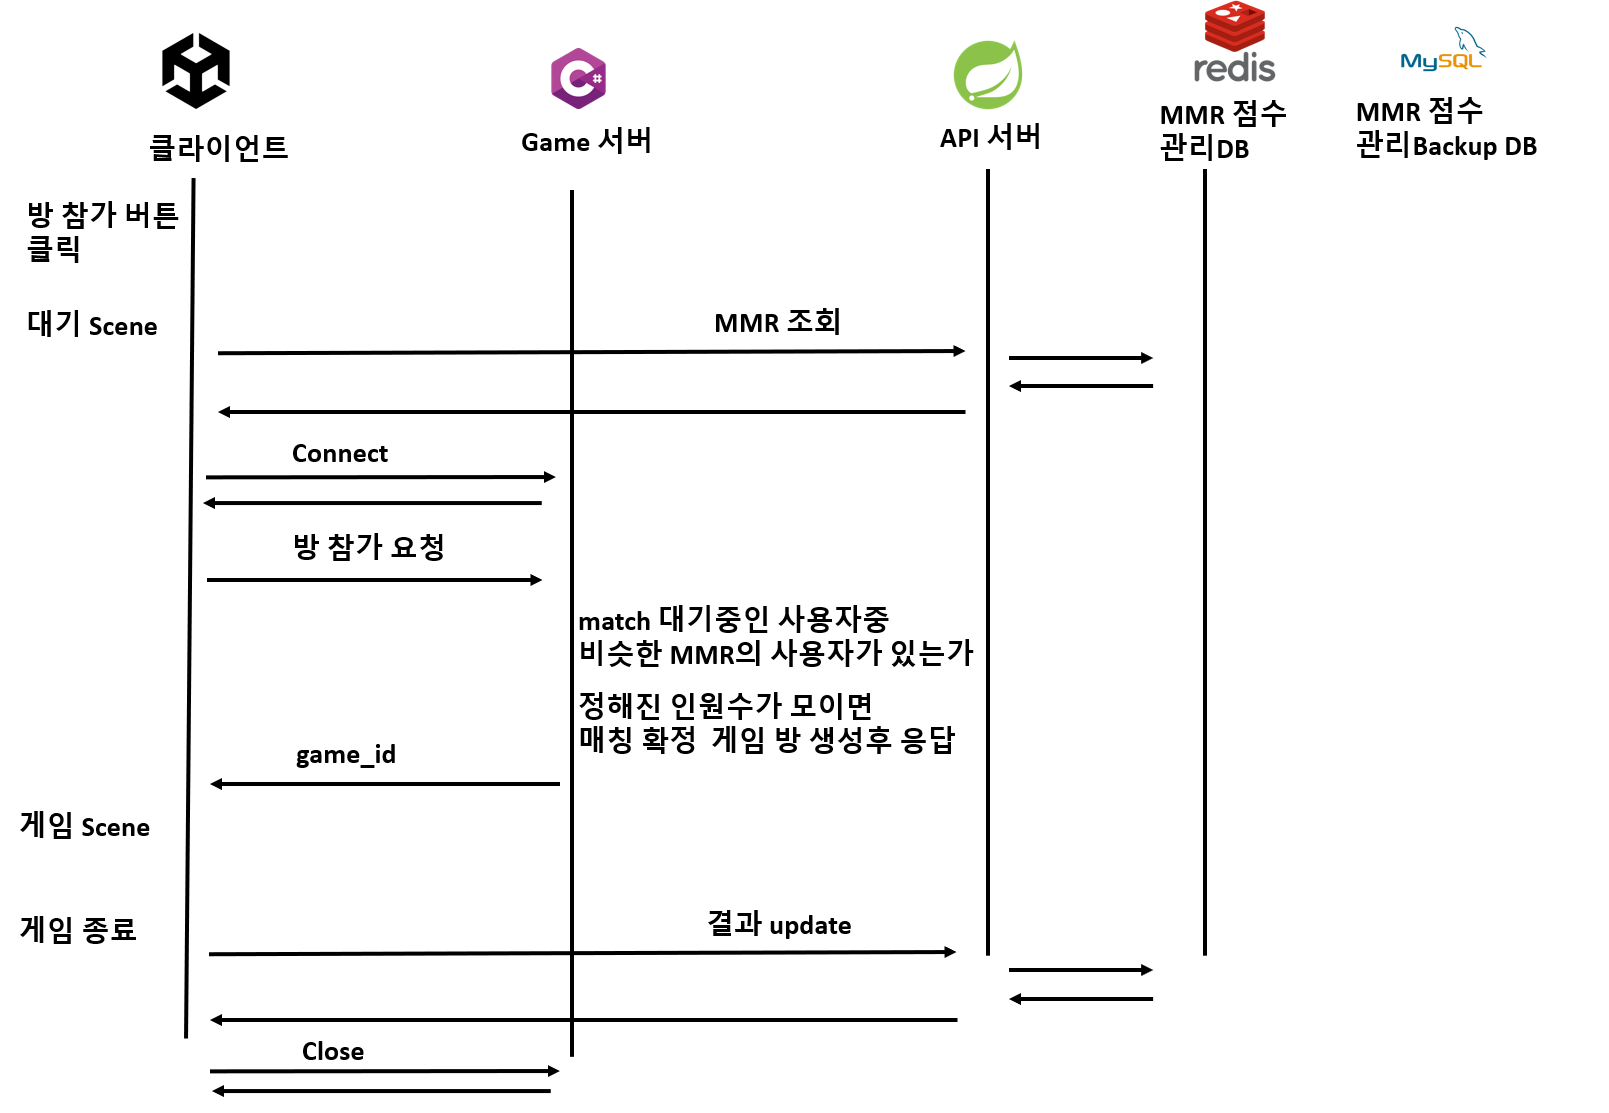 redis
MySQL
클라이언트
Game 서버
API 서버
MMR 점수
관리DB
MMR 점수
관리Backup DB
방 참가 버튼
클릭
대기 Scene
MMR 조회
Connect
방 참가 요청
match 대기중인 사용자중
비슷한 MMR의 사용자가 있는가
정해진 인원수가 모이면
매칭 확정  게임 방 생성후 응답
game_id
게임 Scene
게임 종료
결과 update
Close